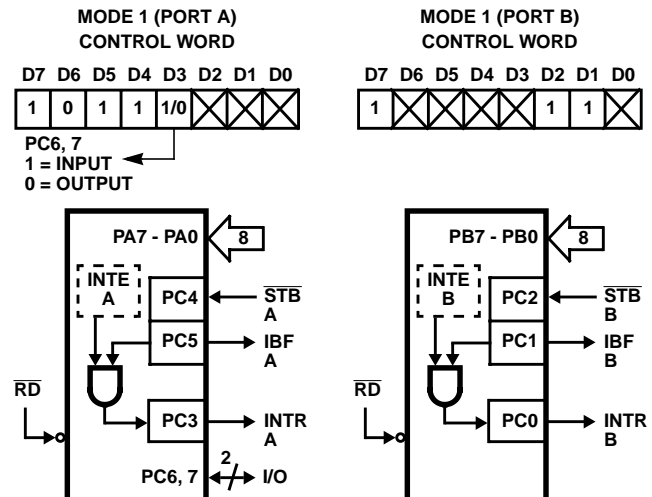 MODE 1 (PORT A)
CONTROL WORD
D7 D6 D5 D4 D3 D2 D1 D0
1 0 1 1 1/0
PC6, 7
1 = INPUT
0 = OUTPUT
PA7 - PA0
8
INTE
A
PC4
STB
A
PC5
IBF
A
RD
PC3
INTR
A
PC6, 7
2
I/O
MODE 1 (PORT B)
CONTROL WORD
D7 D6 D5 D4 D3 D2 D1 D0
1 1 1
PB7 - PB0
8
INTE
B
PC2
STB
B
PC1
IBF
B
RD
PC0
INTR
B